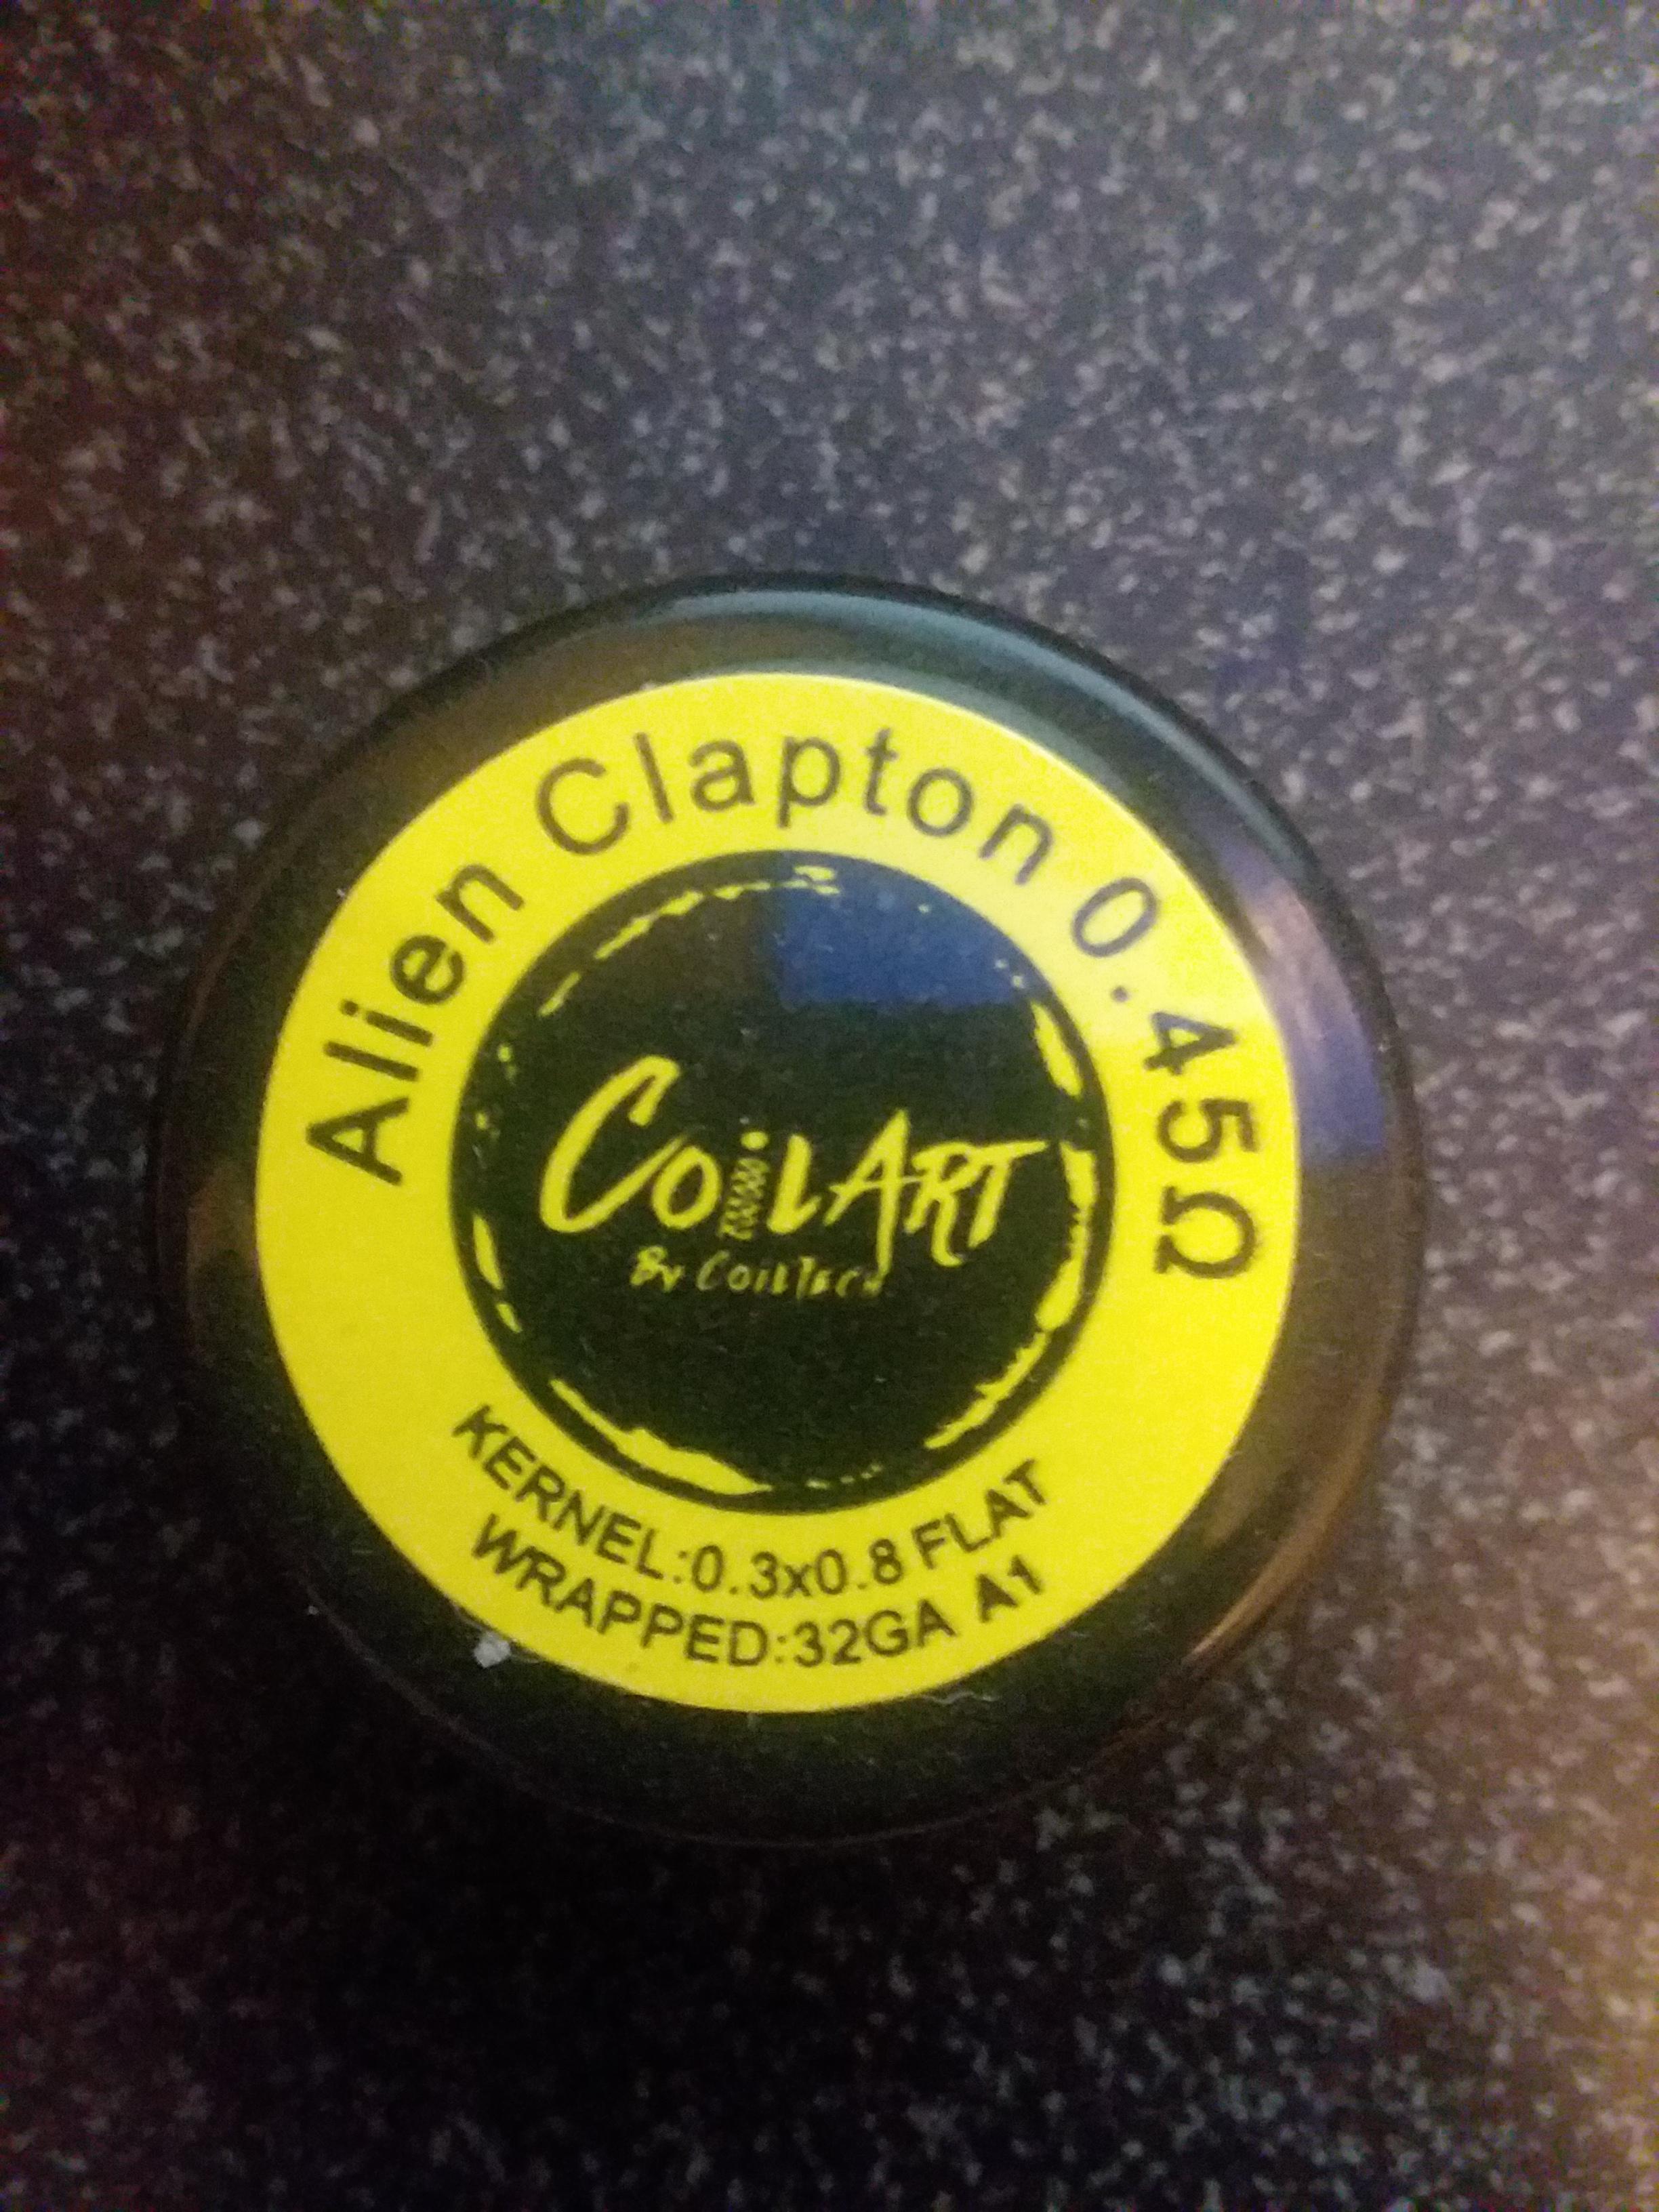 Alien Clapton 0.45Ω
CoilART
By CoilTech
KERNEL:0.3x0.8 FLAT
WRAPPED:32GA A1